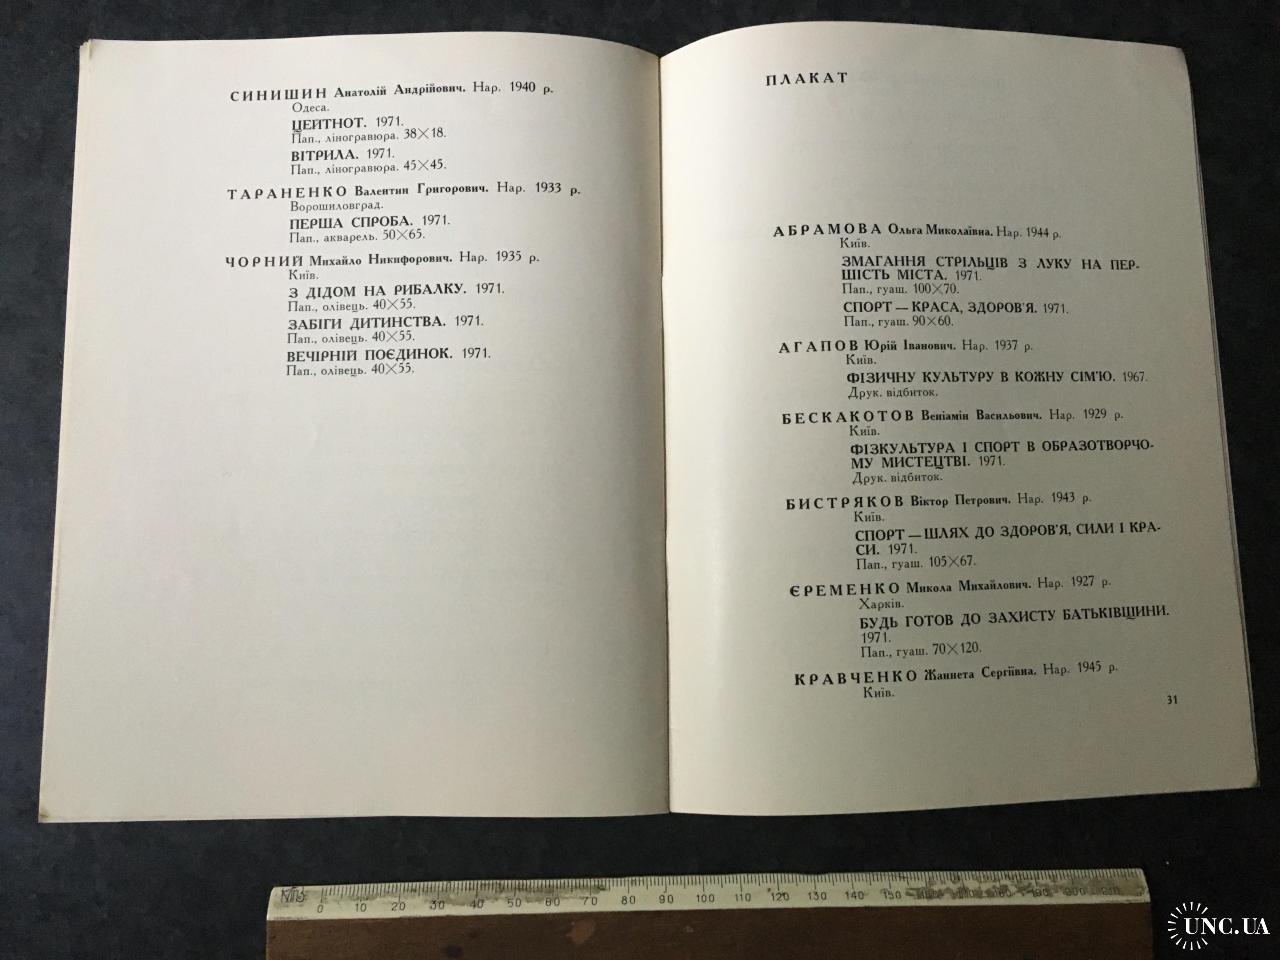 СИНИШИН Анатолій Андрійович. Нар. 1940 р.
Одеса.
ЦЕЙТНОТ. 1971.
Пап., ліногравюра. 38×18.
ВІТРИЛА. 1971.
Пап., ліногравюра. 45×45.
ТАРАНЕНКО Валентин Григорович. Нар. 1933 р.
Ворошиловград.
ПЕРША СПРОБА. 1971.
Пап., акварель. 50×65.
ЧОРНИЙ Михайло Никифорович. Нар. 1935 р.
Київ.
З ДІДОМ НА РИБАЛКУ. 1971.
Пап., олівець. 40×55.
ЗАБІГИ ДИТИНСТВА. 1971.
Пап., олівець. 40×55.
ВЕЧІРНІЙ ПОЄДИНОК. 1971.
Пап., олівець. 40×55.
ПЛАКАТ
АБРАМОВА Ольга Миколаївна. Нар. 1944 р.
Київ.
ЗМАГАННЯ СТРІЛЬЦІВ З ЛУКУ НА ПЕР-
ШІСТЬ МІСТА. 1971.
Пап., гуаш. 100×70.
СПОРТ — КРАСА, ЗДОРОВ'Я. 1971.
Пап., гуаш. 90×60.
АГАПОВ Юрій Іванович. Нар. 1937 р.
Київ.
ФІЗИЧНУ КУЛЬТУРУ В КОЖНУ СІМ'Ю. 1967.
Друк. відбиток.
БЕСКАКОТОВ Веніамін Васильович. Нар. 1929 р.
Київ.
ФІЗКУЛЬТУРА І СПОРТ В ОБРАЗОТВОРЧО-
МУ МИСТЕЦТВІ. 1971.
Друк. відбиток.
БИСТРЯКОВ Віктор Петрович. Нар. 1943 р.
Київ.
СПОРТ — ШЛЯХ ДО ЗДОРОВ'Я, СИЛИ І КРА-
СИ. 1971.
Пап., гуаш. 105×67.
ЄРЕМЕНКО Микола Михайлович. Нар. 1927 р.
Харків.
БУДЬ ГОТОВ ДО ЗАХИСТУ БАТЬКІВЩИНИ.
1971.
Пап., гуаш. 70×120.
КРАВЧЕНКО Жаннета Сергіївна. Нар. 1945 р.
Київ.
31
0 10 20 30 40 50 60 70 80 90 100 110 120 130 140 150 160 170 180 190 200 210
UNC.UA